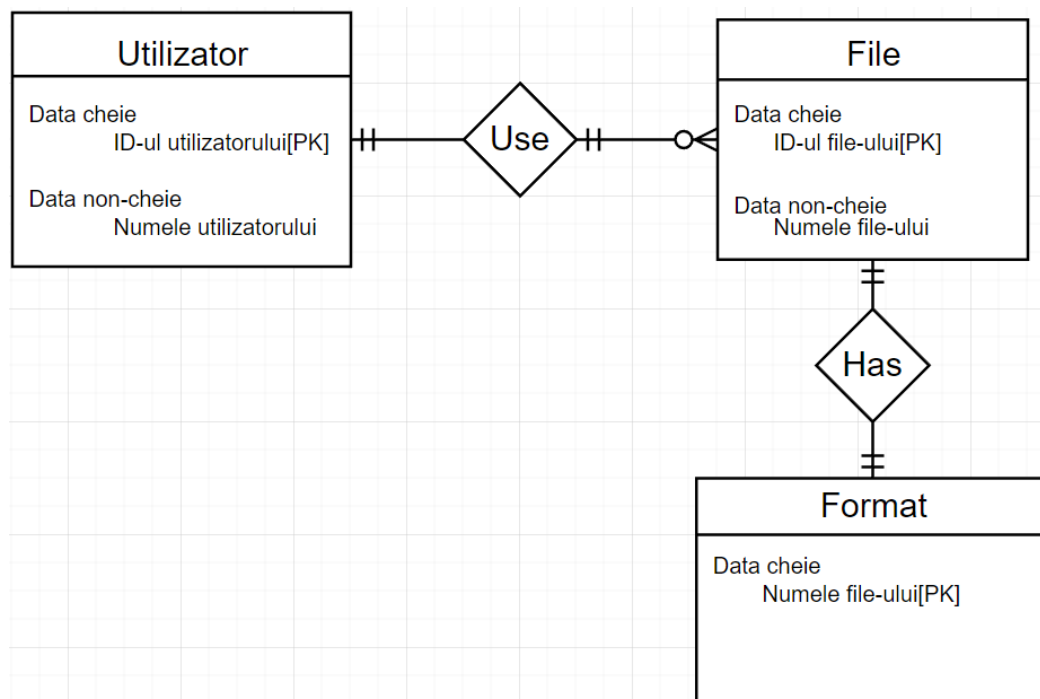 Utilizator
Data cheie
ID-ul utilizatorului[PK]
Data non-cheie
Numele utilizatorului
Use
File
Data cheie
ID-ul file-ului[PK]
Data non-cheie
Numele file-ului
Has
Format
Data cheie
Numele file-ului[PK]